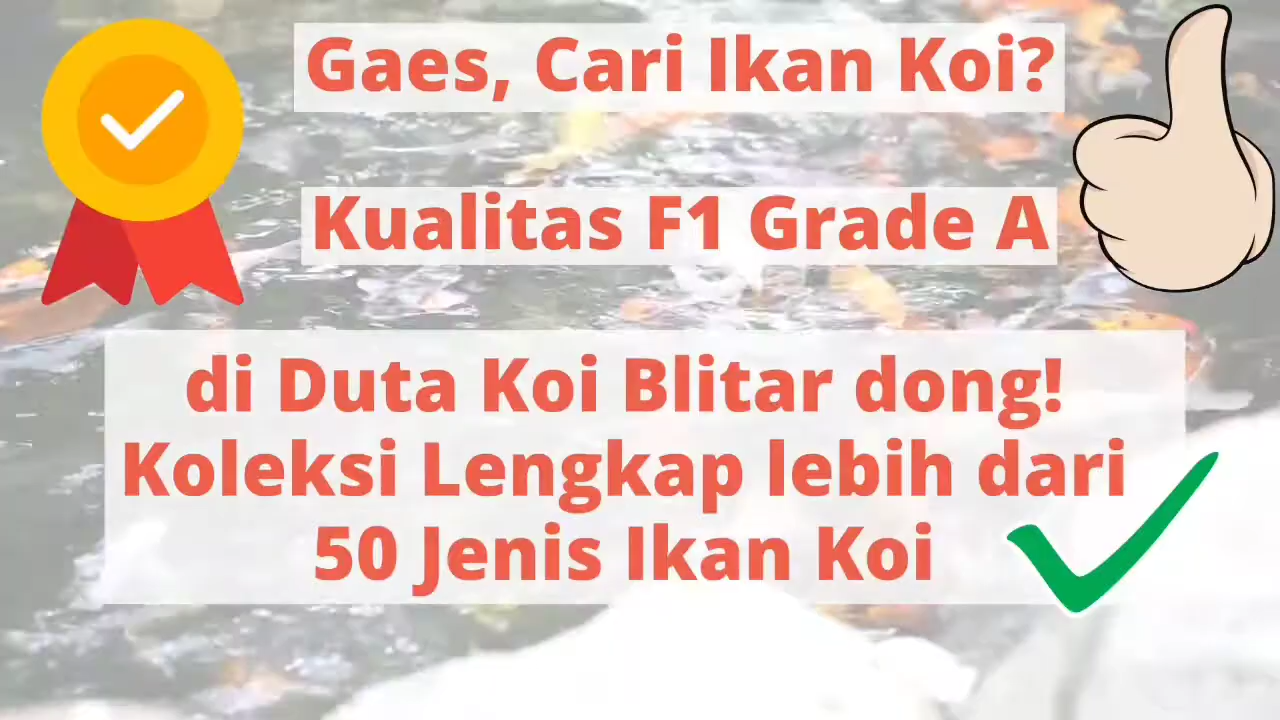 Gaes, Cari Ikan Koi?
Kualitas F1 Grade A
di Duta Koi Blitar dong!
Koleksi Lengkap lebih dari
50 Jenis Ikan Koi